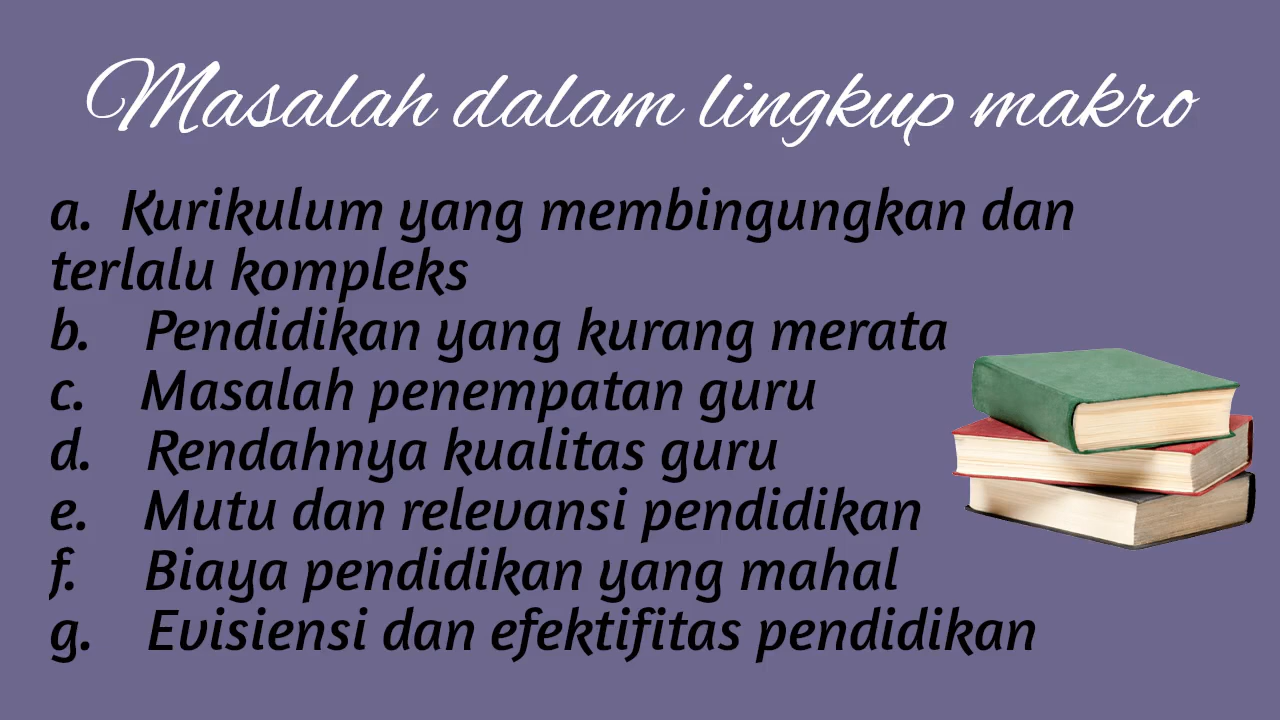 Masalah dalam lingkup makro
a. Kurikulum yang membingungkan dan
terlalu kompleks
b. Pendidikan yang kurang merata
c. Masalah penempatan guru
d. Rendahnya kualitas guru
e. Mutu dan relevansi pendidikan
f. Biaya pendidikan yang mahal
g. Evisiensi dan efektifitas pendidikan